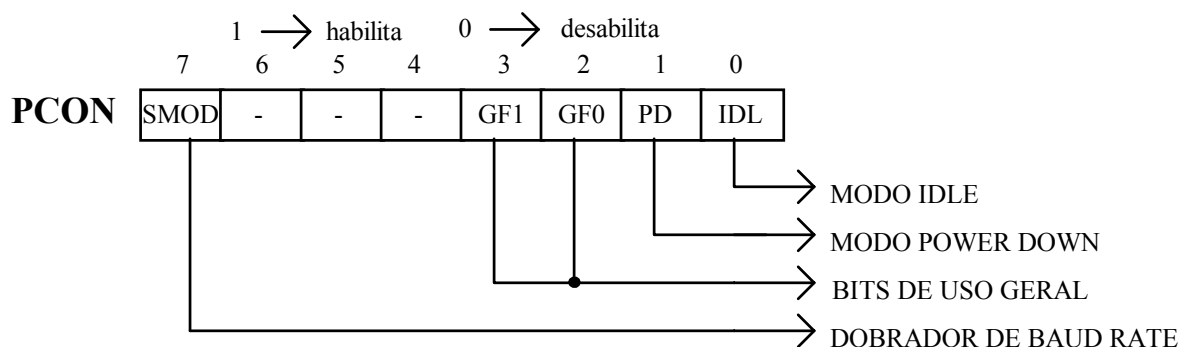 1 → habilita 0 → desabilita
7 6 5 4 3 2 1 0
PCON SMOD - - - GF1 GF0 PD IDL
MODO IDLE
MODO POWER DOWN
BITS DE USO GERAL
DOBRADOR DE BAUD RATE